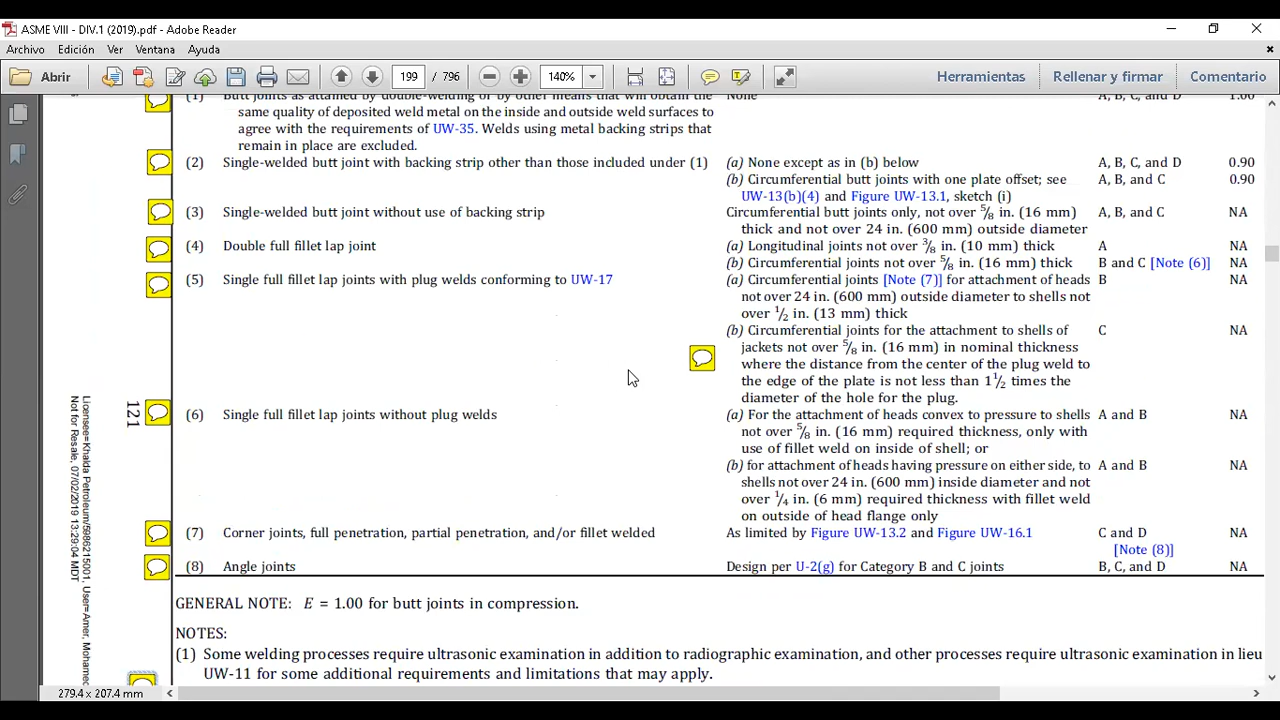 ASME VIII - DIV.1 (2019).pdf - Adobe Reader
Archivo Edición Ver Ventana Ayuda
Abrir 199 / 796 140% Herramientas Rellenar y firmar Comentario
(1) Butt joints as attained by double-welding or by other means that will obtain the None A, B, C, and D 1.00
same quality of deposited weld metal on the inside and outside weld surfaces to
agree with the requirements of UW-35. Welds using metal backing strips that
remain in place are excluded.
(2) Single-welded butt joint with backing strip other than those included under (1) (a) None except as in (b) below A, B, C, and D 0.90
(b) Circumferential butt joints with one plate offset; see A, B, and C 0.90
UW-13(b)(4) and Figure UW-13.1, sketch (i)
(3) Single-welded butt joint without use of backing strip Circumferential butt joints only, not over 5/8 in. (16 mm) A, B, and C NA
thick and not over 24 in. (600 mm) outside diameter
(4) Double full fillet lap joint (a) Longitudinal joints not over 3/8 in. (10 mm) thick A NA
(b) Circumferential joints not over 5/8 in. (16 mm) thick B and C [Note (6)] NA
(5) Single full fillet lap joints with plug welds conforming to UW-17 (a) Circumferential joints [Note (7)] for attachment of heads B NA
not over 24 in. (600 mm) outside diameter to shells not
over 1/2 in. (13 mm) thick
(b) Circumferential joints for the attachment to shells of C NA
jackets not over 5/8 in. (16 mm) in nominal thickness
where the distance from the center of the plug weld to
the edge of the plate is not less than 1 1/2 times the
diameter of the hole for the plug.
(6) Single full fillet lap joints without plug welds (a) For the attachment of heads convex to pressure to shells A and B NA
not over 5/8 in. (16 mm) required thickness, only with
use of fillet weld on inside of shell; or
(b) for attachment of heads having pressure on either side, to A and B NA
shells not over 24 in. (600 mm) inside diameter and not
over 1/4 in. (6 mm) required thickness with fillet weld
on outside of head flange only
(7) Corner joints, full penetration, partial penetration, and/or fillet welded As limited by Figure UW-13.2 and Figure UW-16.1 C and D NA
[Note (8)]
(8) Angle joints Design per U-2(g) for Category B and C joints B, C, and D NA
GENERAL NOTE: E = 1.00 for butt joints in compression.
NOTES:
(1) Some welding processes require ultrasonic examination in addition to radiographic examination, and other processes require ultrasonic examination in lieu
UW-11 for some additional requirements and limitations that may apply.
121
Licensee=Khalda Petroleum/5986215001, User=Amer, Mohamed
Not for Resale, 07/02/2019 13:29:04 MDT
279.4 x 207.4 mm